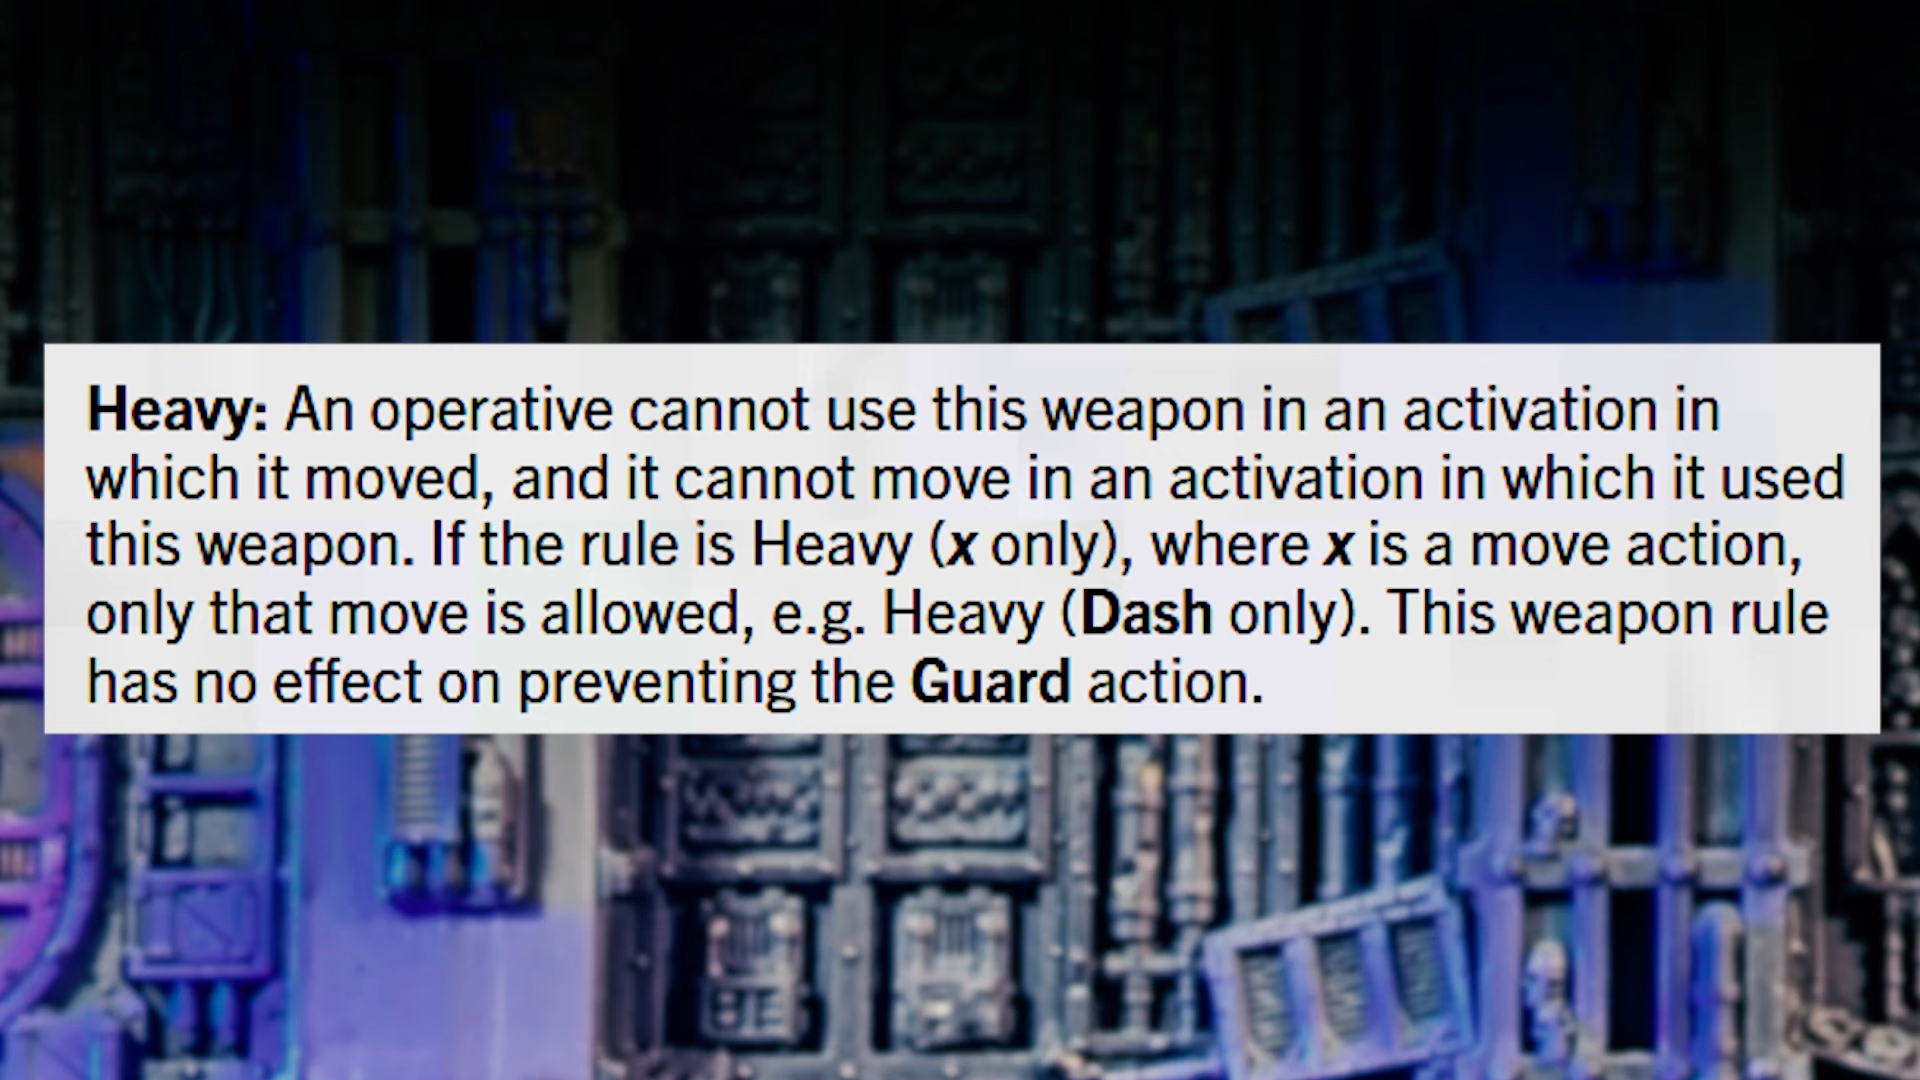 Heavy: An operative cannot use this weapon in an activation in
which it moved, and it cannot move in an activation in which it used
this weapon. If the rule is Heavy (x only), where x is a move action,
only that move is allowed, e.g. Heavy (Dash only). This weapon rule
has no effect on preventing the Guard action.